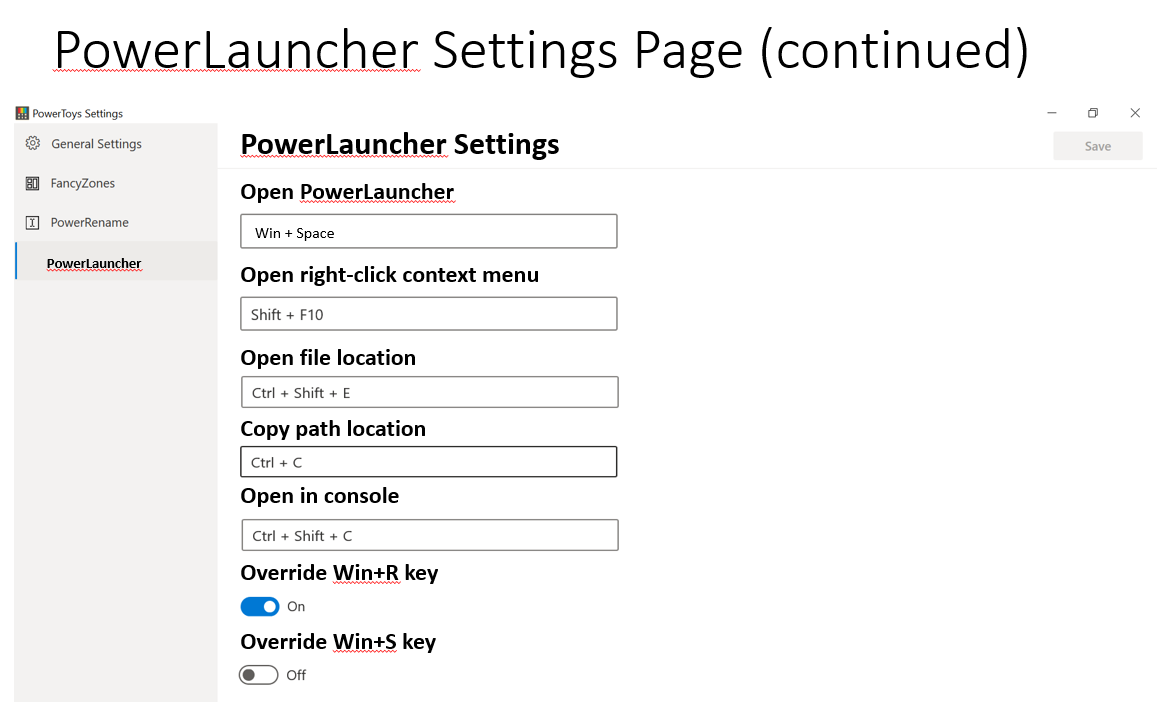 PowerLauncher Settings Page (continued)
PowerToys Settings
General Settings
FancyZones
PowerRename
PowerLauncher
PowerLauncher Settings
Save
Open PowerLauncher
Win + Space
Open right-click context menu
Shift + F10
Open file location
Ctrl + Shift + E
Copy path location
Ctrl + C
Open in console
Ctrl + Shift + C
Override Win+R key
On
Override Win+S key
Off